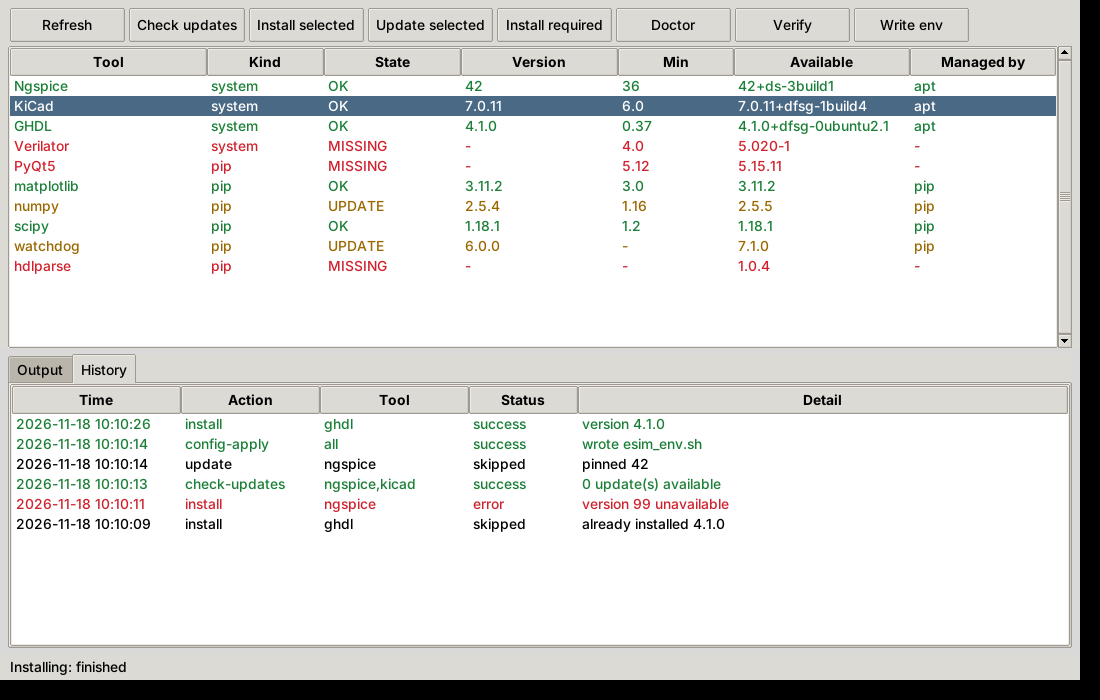 Refresh Check updates Install selected Update selected Install required Doctor Verify Write env
Tool Kind State Version Min Available Managed by
Ngspice system OK 42 36 42+ds-3build1 apt
KiCad system OK 7.0.11 6.0 7.0.11+dfsg-1build4 apt
GHDL system OK 4.1.0 0.37 4.1.0+dfsg-0ubuntu2.1 apt
Verilator system MISSING - 4.0 5.020-1 -
PyQt5 pip MISSING - 5.12 5.15.11 -
matplotlib pip OK 3.11.2 3.0 3.11.2 pip
numpy pip UPDATE 2.5.4 1.16 2.5.5 pip
scipy pip OK 1.18.1 1.2 1.18.1 pip
watchdog pip UPDATE 6.0.0 - 7.1.0 pip
hdlparse pip MISSING - - 1.0.4 -
Output History
Time Action Tool Status Detail
2026-11-18 10:10:26 install ghdl success version 4.1.0
2026-11-18 10:10:14 config-apply all success wrote esim_env.sh
2026-11-18 10:10:14 update ngspice skipped pinned 42
2026-11-18 10:10:13 check-updates ngspice,kicad success 0 update(s) available
2026-11-18 10:10:11 install ngspice error version 99 unavailable
2026-11-18 10:10:09 install ghdl skipped already installed 4.1.0
Installing: finished